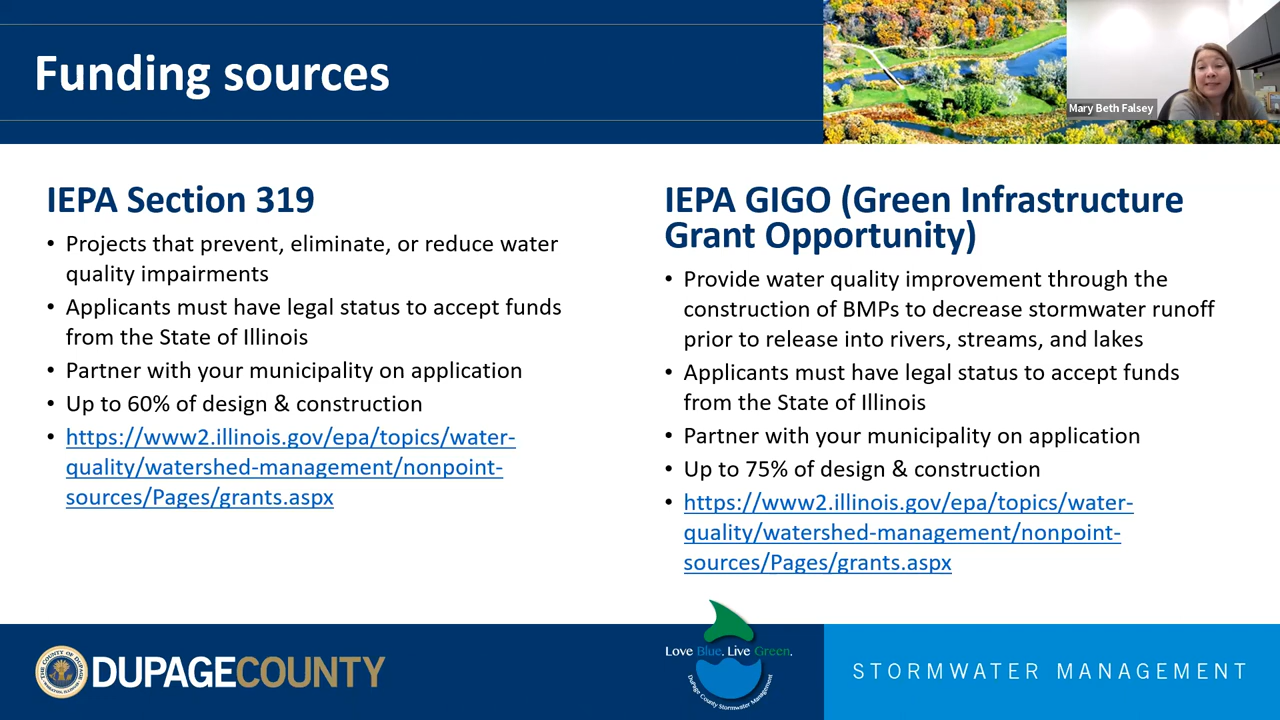 Funding sources
Mary Beth Falsey
IEPA Section 319
• Projects that prevent, eliminate, or reduce water
quality impairments
• Applicants must have legal status to accept funds
from the State of Illinois
• Partner with your municipality on application
• Up to 60% of design & construction
• https://www2.illinois.gov/epa/topics/water-
quality/watershed-management/nonpoint-
sources/Pages/grants.aspx
IEPA GIGO (Green Infrastructure
Grant Opportunity)
• Provide water quality improvement through the
construction of BMPs to decrease stormwater runoff
prior to release into rivers, streams, and lakes
• Applicants must have legal status to accept funds
from the State of Illinois
• Partner with your municipality on application
• Up to 75% of design & construction
• https://www2.illinois.gov/epa/topics/water-
quality/watershed-management/nonpoint-
sources/Pages/grants.aspx
DUPAGECOUNTY
Love Blue. Live Green.
DuPage County Stormwater Management
STORMWATER MANAGEMENT